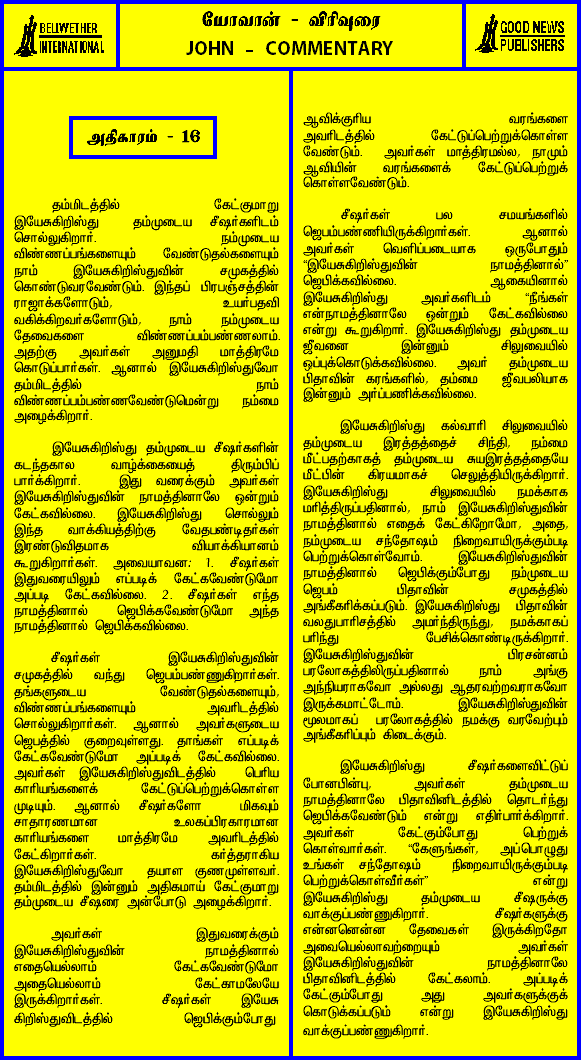 BELWETHER
INTERNATIONAL
யோவான் - விரிவுரை
JOHN - COMMENTARY
GOOD NEWS
PUBLISHERS
அதிகாரம் - 16
தம்மிடத்தில் கேட்குமாறு
இயேசுகிறிஸ்து தம்முடைய சீஷர்களிடம்
சொல்லுகிறார். நம்முடைய
விண்ணப்பங்களையும் வேண்டுதல்களையும்
நாம் இயேசுகிறிஸ்துவின் சமுகத்தில்
கொண்டுவரவேண்டும். இந்தப் பிரபஞ்சத்தின்
ராஜாக்களோடும், உயர்பதவி
வகிக்கிறவர்களோடும், நாம் நம்முடைய
தேவைகளை விண்ணப்பம்பண்ணலாம்.
அதற்கு அவர்கள் அனுமதி மாத்திரமே
கொடுப்பார்கள். ஆனால் இயேசுகிறிஸ்துவோ
தம்மிடத்தில் நாம்
விண்ணப்பம்பண்ணவேண்டுமென்று நம்மை
அழைக்கிறார்.
இயேசுகிறிஸ்து தம்முடைய சீஷர்களின்
கடந்தகால வாழ்க்கையைத் திரும்பிப்
பார்க்கிறார். இது வரைக்கும் அவர்கள்
இயேசுகிறிஸ்துவின் நாமத்தினாலே ஒன்றும்
கேட்கவில்லை. இயேசுகிறிஸ்து சொல்லும்
இந்த வாக்கியத்திற்கு வேதபண்டிதர்கள்
இரண்டுவிதமாக வியாக்கியானம்
கூறுகிறார்கள். அவையாவன: 1. சீஷர்கள்
இதுவரையிலும் எப்படிக் கேட்கவேண்டுமோ
அப்படி கேட்கவில்லை. 2. சீஷர்கள் எந்த
நாமத்தினால் ஜெபிக்கவேண்டுமோ அந்த
நாமத்தினால் ஜெபிக்கவில்லை.
சீஷர்கள் இயேசுகிறிஸ்துவின்
சமுகத்தில் வந்து ஜெபம்பண்ணுகிறார்கள்.
தங்களுடைய வேண்டுதல்களையும்,
விண்ணப்பங்களையும் அவரிடத்தில்
சொல்லுகிறார்கள். ஆனால் அவர்களுடைய
ஜெபத்தில் குறைவுள்ளது. தாங்கள் எப்படிக்
கேட்கவேண்டுமோ அப்படிக் கேட்கவில்லை.
அவர்கள் இயேசுகிறிஸ்துவிடத்தில் பெரிய
காரியங்களைக் கேட்டுப்பெற்றுக்கொள்ள
முடியும். ஆனால் சீஷர்களோ மிகவும்
சாதாரணமான உலகப்பிரகாரமான
காரியங்களை மாத்திரமே அவரிடத்தில்
கேட்கிறார்கள். கர்த்தராகிய
இயேசுகிறிஸ்துவோ தயாள குணமுள்ளவர்.
தம்மிடத்தில் இன்னும் அதிகமாய் கேட்குமாறு
தம்முடைய சீஷரை அன்போடு அழைக்கிறார்.
அவர்கள் இதுவரைக்கும்
இயேசுகிறிஸ்துவின் நாமத்தினால்
எதையெல்லாம் கேட்கவேண்டுமோ
அதையெல்லாம் கேட்காமலேயே
இருக்கிறார்கள். சீஷர்கள் இயேசு
கிறிஸ்துவிடத்தில் ஜெபிக்கும்போது
ஆவிக்குரிய வரங்களை
அவரிடத்தில் கேட்டுப்பெற்றுக்கொள்ள
வேண்டும். அவர்கள் மாத்திரமல்ல, நாமும்
ஆவியின் வரங்களைக் கேட்டுப்பெற்றுக்
கொள்ளவேண்டும்.
சீஷர்கள் பல சமயங்களில்
ஜெபம்பண்ணியிருக்கிறார்கள். ஆனால்
அவர்கள் வெளிப்படையாக ஒருபோதும்
“இயேசுகிறிஸ்துவின் நாமத்தினால்”
ஜெபிக்கவில்லை. ஆகையினால்
இயேசுகிறிஸ்து அவர்களிடம் “நீங்கள்
என்நாமத்தினாலே ஒன்றும் கேட்கவில்லை
என்று கூறுகிறார். இயேசுகிறிஸ்து தம்முடைய
ஜீவனை இன்னும் சிலுவையில்
ஒப்புக்கொடுக்கவில்லை. அவர் தம்முடைய
பிதாவின் கரங்களில், தம்மை ஜீவபலியாக
இன்னும் அர்ப்பணிக்கவில்லை.
இயேசுகிறிஸ்து கல்வாரி சிலுவையில்
தம்முடைய இரத்தத்தைச் சிந்தி, நம்மை
மீட்பதற்காகத் தம்முடைய சுயஇரத்தத்தையே
மீட்பின் கிரயமாகச் செலுத்தியிருக்கிறார்.
இயேசுகிறிஸ்து சிலுவையில் நமக்காக
மரித்திருப்பதினால், நாம் இயேசுகிறிஸ்துவின்
நாமத்தினால் எதைக் கேட்கிறோமோ, அதை,
நம்முடைய சந்தோஷம் நிறைவாயிருக்கும்படி
பெற்றுக்கொள்வோம். இயேசுகிறிஸ்துவின்
நாமத்தினால் ஜெபிக்கும்போது நம்முடைய
ஜெபம் பிதாவின் சமுகத்தில்
அங்கீகரிக்கப்படும். இயேசுகிறிஸ்து பிதாவின்
வலதுபாரிசத்தில் அமர்ந்திருந்து, நமக்காகப்
பரிந்து பேசிக்கொண்டிருக்கிறார்.
இயேசுகிறிஸ்துவின் பிரசன்னம்
பரலோகத்திலிருப்பதினால் நாம் அங்கு
அந்நியராகவோ அல்லது ஆதரவற்றவராகவோ
இருக்கமாட்டோம். இயேசுகிறிஸ்துவின்
மூலமாகப் பரலோகத்தில் நமக்கு வரவேற்பும்
அங்கீகரிப்பும் கிடைக்கும்.
இயேசுகிறிஸ்து சீஷர்களைவிட்டுப்
போனபின்பு, அவர்கள் தம்முடைய
நாமத்தினாலே பிதாவினிடத்தில் தொடர்ந்து
ஜெபிக்கவேண்டும் என்று எதிர்பார்க்கிறார்.
அவர்கள் கேட்கும்போது பெற்றுக்
கொள்வார்கள். “கேளுங்கள், அப்பொழுது
உங்கள் சந்தோஷம் நிறைவாயிருக்கும்படி
பெற்றுக்கொள்வீர்கள்” என்று
இயேசுகிறிஸ்து தம்முடைய சீஷருக்கு
வாக்குப்பண்ணுகிறார். சீஷர்களுக்கு
என்னென்ன தேவைகள் இருக்கிறதோ
அவையெல்லாவற்றையும் அவர்கள்
இயேசுகிறிஸ்துவின் நாமத்தினாலே
பிதாவினிடத்தில் கேட்கலாம். அப்படிக்
கேட்கும்போது அது அவர்களுக்குக்
கொடுக்கப்படும் என்று இயேசுகிறிஸ்து
வாக்குப்பண்ணுகிறார்.